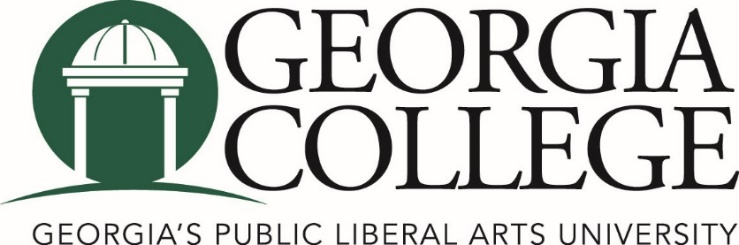 GEORGIA
COLLEGE
GEORGIA'S PUBLIC LIBERAL ARTS UNIVERSITY